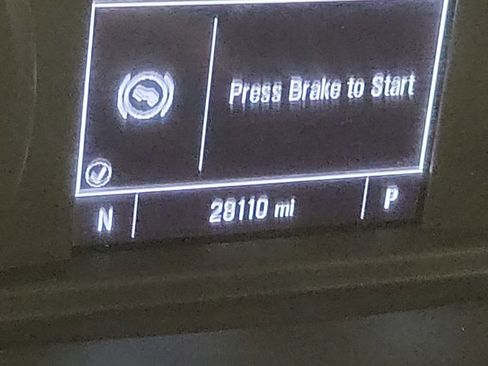 Press Brake to Start
N 28110 mi P